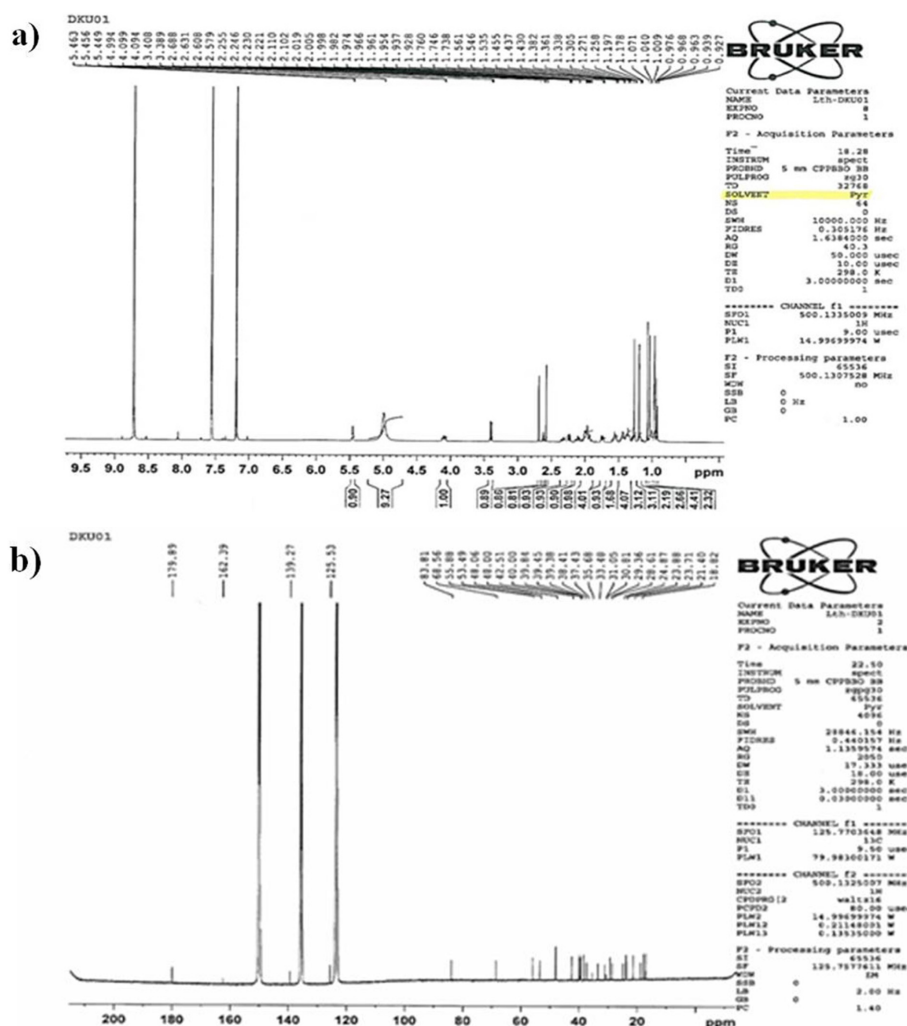 a)
DKU01
5.463 5.456 5.449 4.994 4.099 4.094 3.408 3.389 2.688 2.631 2.608 2.579 2.255 2.246 2.230 2.221 2.110 2.102 2.019 2.005 1.998 1.982 1.974 1.966 1.961 1.954 1.937 1.928 1.760 1.746 1.738 1.561 1.546 1.535 1.455 1.437 1.430 1.382 1.361 1.338 1.305 1.271 1.258 1.197 1.178 1.071 1.040 1.009 0.976 0.968 0.963 0.939 0.927
BRUKER
Current Data Parameters
NAME Lth-DKU01
EXPNO 8
PROCNO 1
F2 - Acquisition Parameters
Time 18.28
INSTRUM spect
PROBHD 5 mm CPPBBO BB
PULPROG zg30
TD 32768
SOLVENT Pyr
NS 64
DS 0
SWH 10000.000 Hz
FIDRES 0.305176 Hz
AQ 1.6384000 sec
RG 40.3
DW 50.000 usec
DE 10.00 usec
TE 298.0 K
D1 3.00000000 sec
TD0 1
======== CHANNEL f1 ========
SFO1 500.1335009 MHz
NUC1 1H
P1 9.00 usec
PLW1 14.99699974 W
F2 - Processing parameters
SI 65536
SF 500.1307528 MHz
WDW no
SSB 0
LB 0 Hz
GB 0
PC 1.00
9.5 9.0 8.5 8.0 7.5 7.0 6.5 6.0 5.5 5.0 4.5 4.0 3.5 3.0 2.5 2.0 1.5 1.0 ppm
0.90 9.27 1.00 0.89 0.80 0.81 0.93 0.93 0.90 0.98 4.01 0.93 1.68 4.07 3.12 3.11 2.19 2.66 4.41 2.32
b)
DKU01
179.89 162.39 139.27 125.53 83.81 68.56 55.88 53.49 48.06 48.00 42.51 40.00 39.84 39.45 39.38 38.41 37.43 35.68 33.48 31.05 30.81 29.36 28.61 24.87 23.88 23.71 21.40 18.82
BRUKER
Current Data Parameters
NAME Lth-DKU01
EXPNO 2
PROCNO 1
F2 - Acquisition Parameters
Time 22.50
INSTRUM spect
PROBHD 5 mm CPPBBO BB
PULPROG zgpg30
TD 65536
SOLVENT Pyr
NS 4096
DS 0
SWH 28846.154 Hz
FIDRES 0.440157 Hz
AQ 1.1359574 sec
RG 2050
DW 17.333 usec
DE 18.00 usec
TE 298.0 K
D1 3.00000000 sec
D11 0.03000000 sec
TD0 1
======== CHANNEL f1 ========
SFO1 125.7703648 MHz
NUC1 13C
P1 9.50 usec
PLW1 79.98300171 W
======== CHANNEL f2 ========
SFO2 500.1325007 MHz
NUC2 1H
CPDPRG[2 waltz16
PCPD2 80.00 usec
PLW2 14.99699974 W
PLW12 0.21148001 W
PLW13 0.13535000 W
F2 - Processing parameters
SI 65536
SF 125.7577611 MHz
WDW EM
SSB 0
LB 2.00 Hz
GB 0
PC 1.40
200 180 160 140 120 100 80 60 40 20 ppm